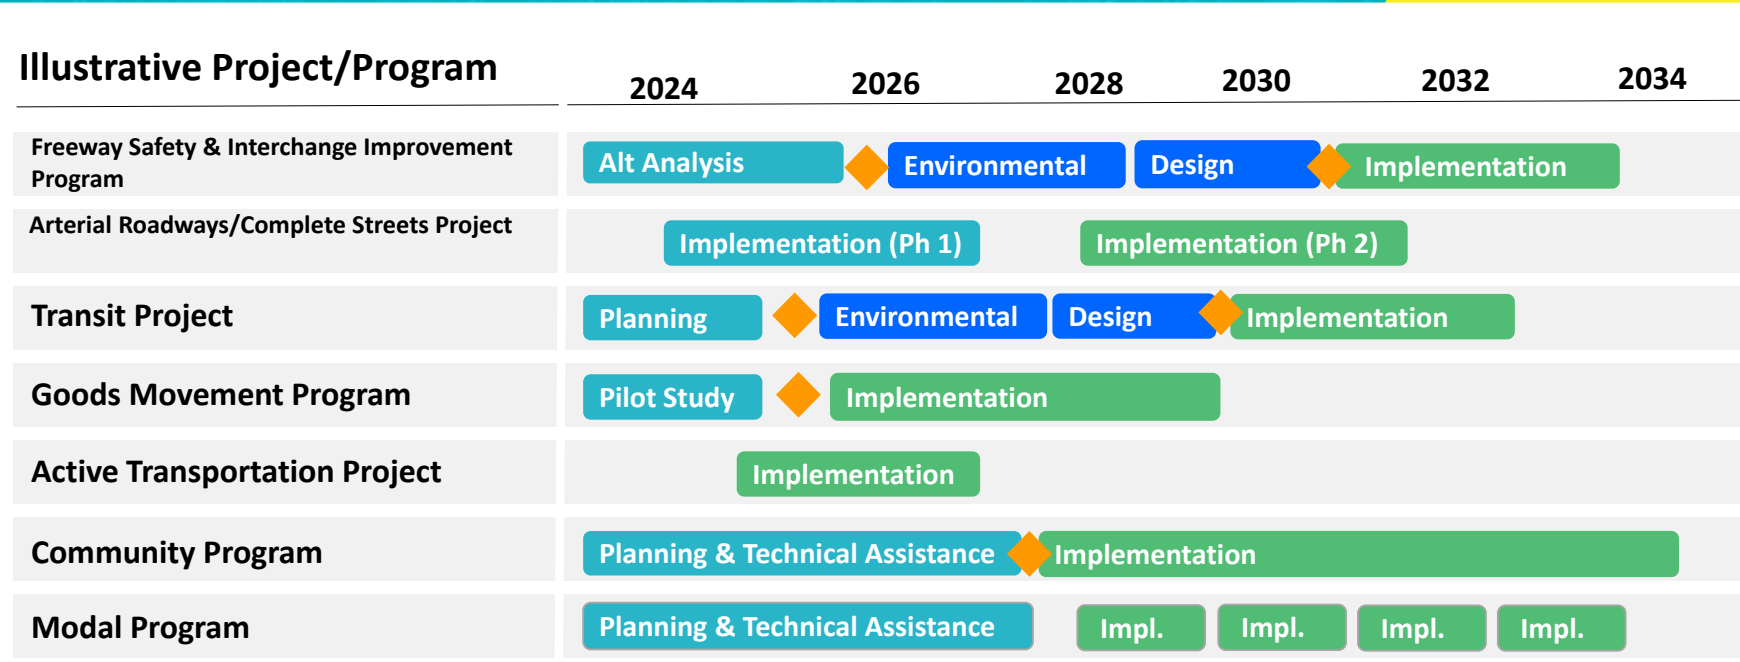 Illustrative Project/Program
2024 2026 2028 2030 2032 2034
Freeway Safety & Interchange Improvement
Program
Alt Analysis Environmental Design Implementation
Arterial Roadways/Complete Streets Project
Implementation (Ph 1) Implementation (Ph 2)
Transit Project Planning Environmental Design Implementation
Goods Movement Program Pilot Study Implementation
Active Transportation Project Implementation
Community Program Planning & Technical Assistance Implementation
Modal Program Planning & Technical Assistance Impl. Impl. Impl. Impl.